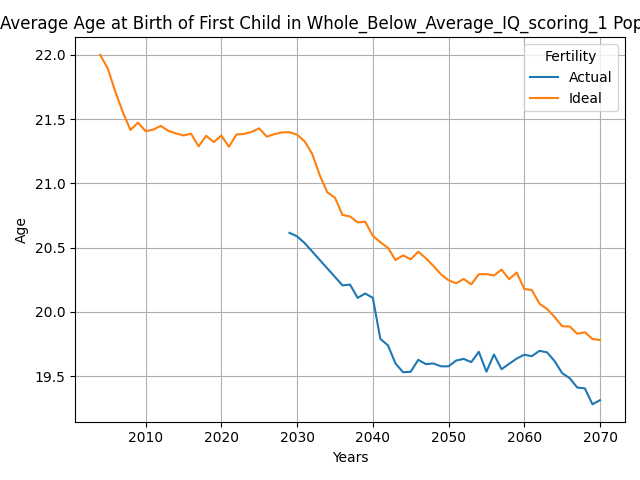 Average Age at Birth of First Child in Whole_Below_Average_IQ_scoring_1 Pop
Fertility
Actual
Ideal
22.0
21.5
21.0
20.5
20.0
19.5
Age
2010 2020 2030 2040 2050 2060 2070
Years